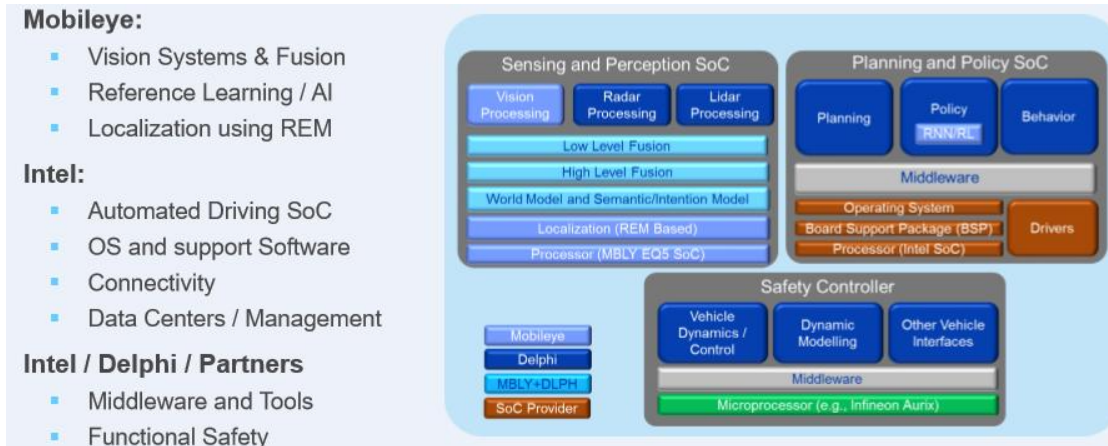 Mobileye:
▪ Vision Systems & Fusion
▪ Reference Learning / AI
▪ Localization using REM
Intel:
▪ Automated Driving SoC
▪ OS and support Software
▪ Connectivity
▪ Data Centers / Management
Intel / Delphi / Partners
▪ Middleware and Tools
▪ Functional Safety
Sensing and Perception SoC
Vision Processing
Radar Processing
Lidar Processing
Low Level Fusion
High Level Fusion
World Model and Semantic/Intention Model
Localization (REM Based)
Processor (MBLY EQ5 SoC)
Planning and Policy SoC
Planning
Policy
RNN/RL
Behavior
Middleware
Operating System
Board Support Package (BSP)
Processor (Intel SoC)
Drivers
Safety Controller
Vehicle Dynamics / Control
Dynamic Modelling
Other Vehicle Interfaces
Middleware
Microprocessor (e.g., Infineon Aurix)
Mobileye
Delphi
MBLY+DLPH
SoC Provider